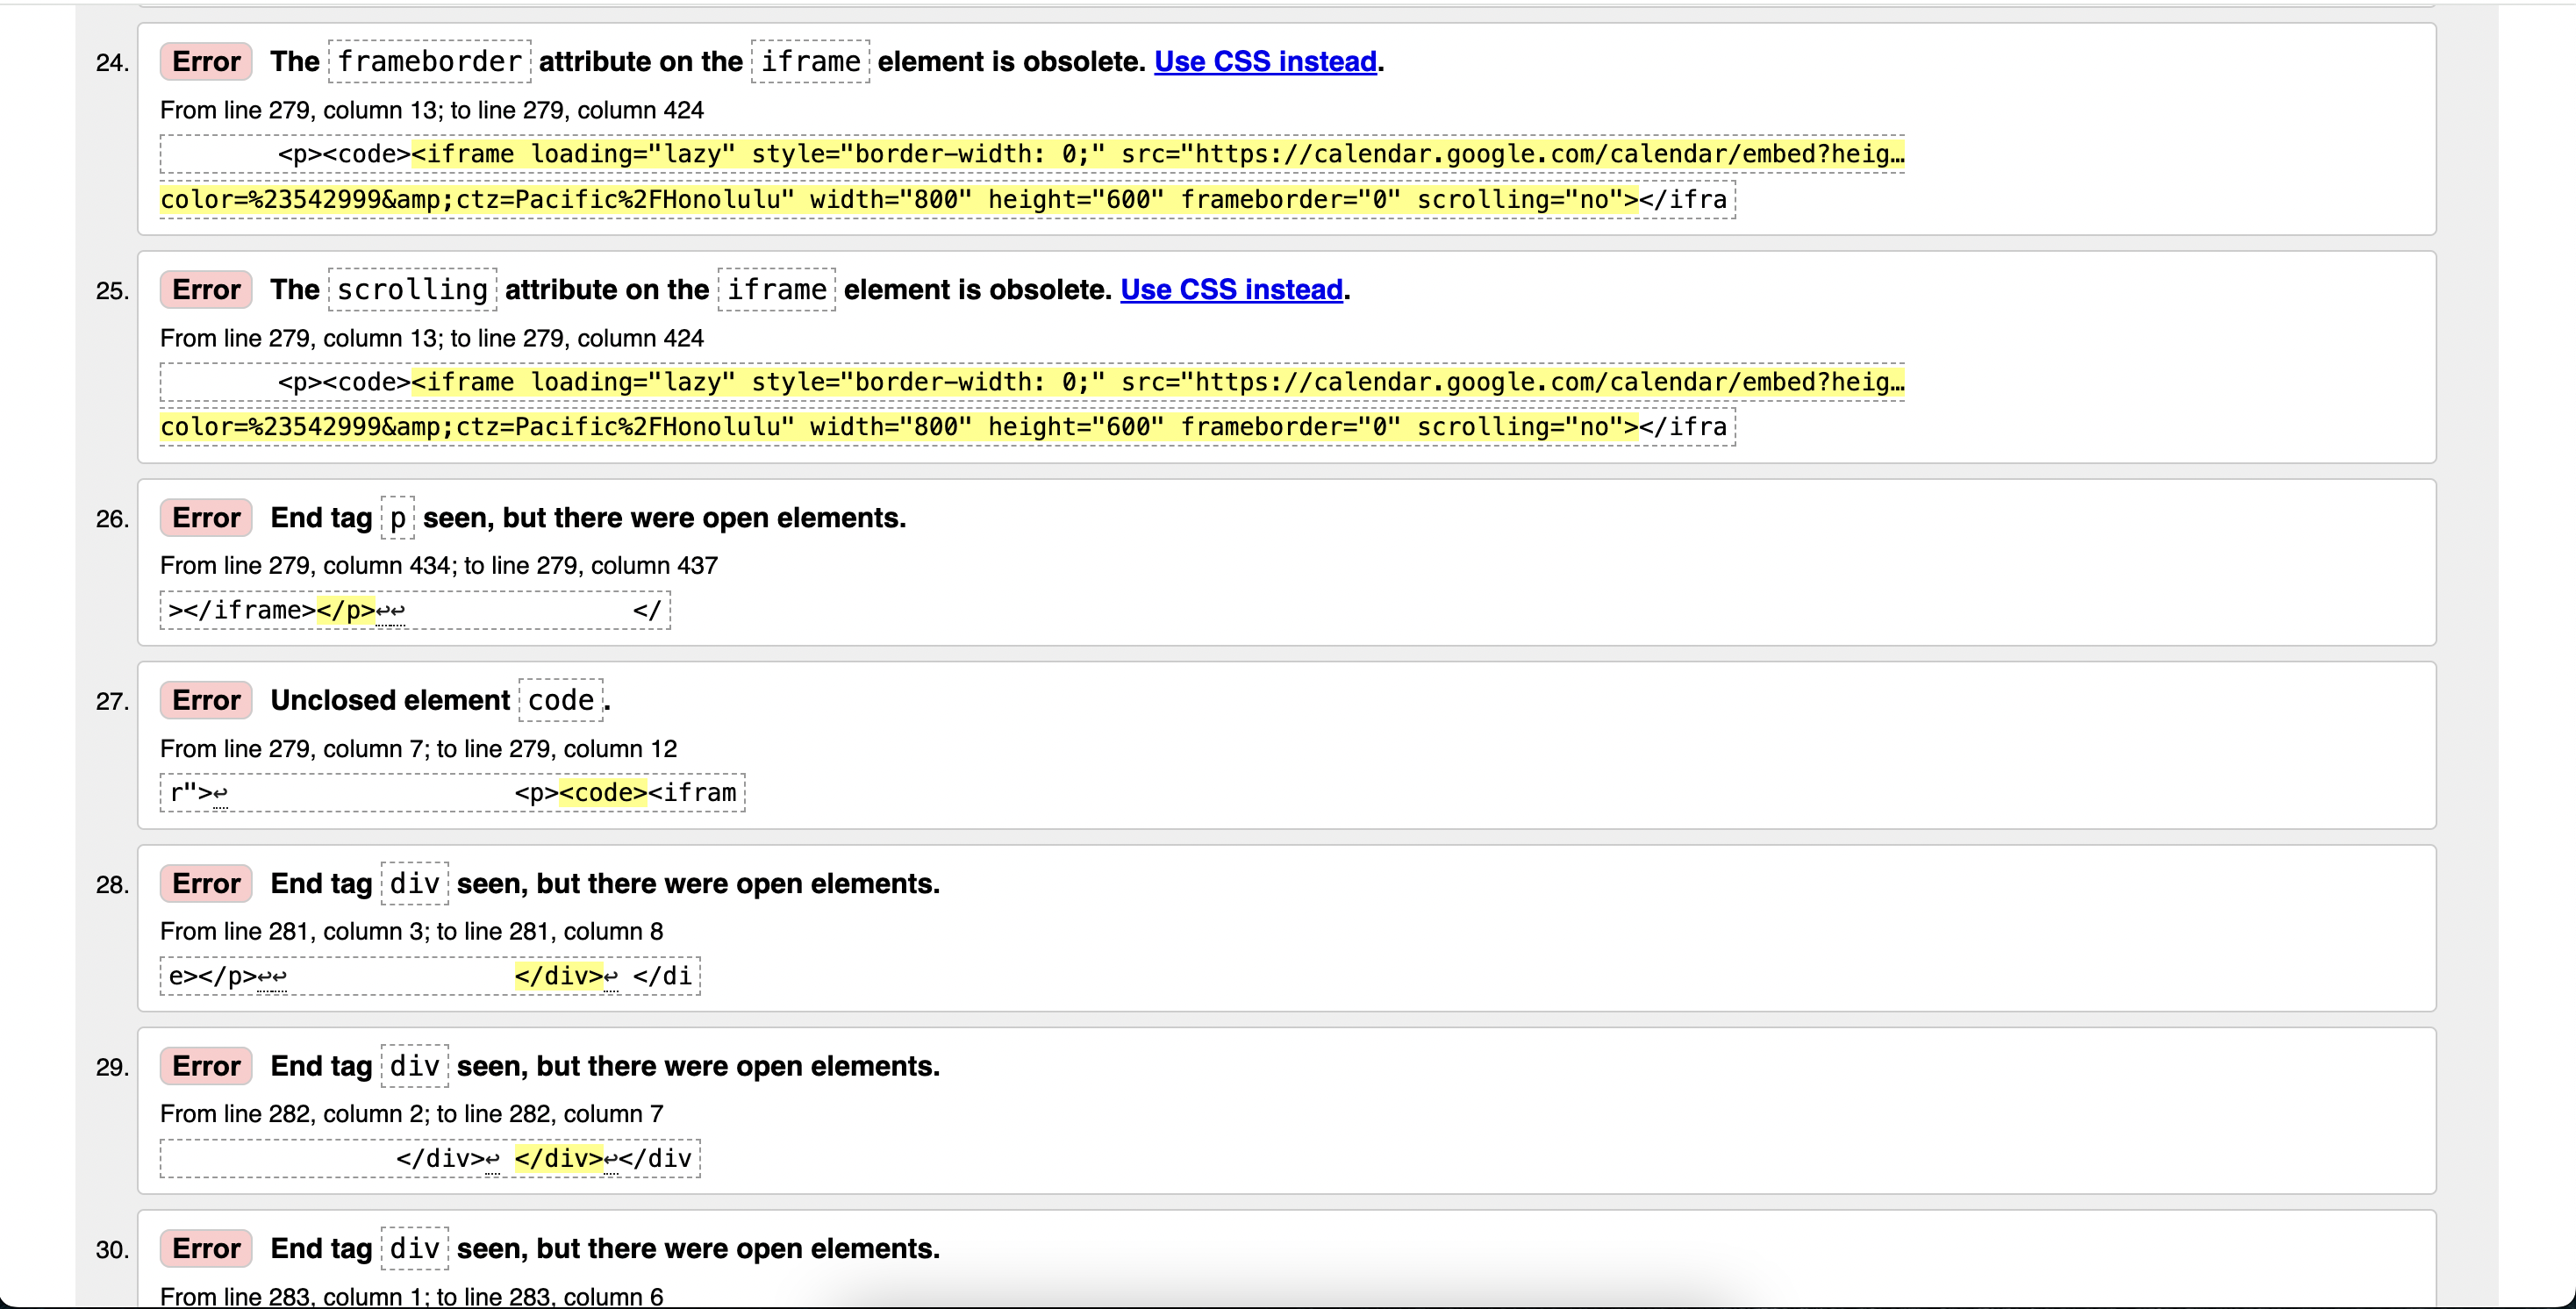 24. Error The frameborder attribute on the iframe element is obsolete. Use CSS instead.
From line 279, column 13; to line 279, column 424
<p><code><iframe loading="lazy" style="border-width: 0;" src="https://calendar.google.com/calendar/embed?heig…
color=%23542999&amp;ctz=Pacific%2FHonolulu" width="800" height="600" frameborder="0" scrolling="no"></ifra
25. Error The scrolling attribute on the iframe element is obsolete. Use CSS instead.
From line 279, column 13; to line 279, column 424
<p><code><iframe loading="lazy" style="border-width: 0;" src="https://calendar.google.com/calendar/embed?heig…
color=%23542999&amp;ctz=Pacific%2FHonolulu" width="800" height="600" frameborder="0" scrolling="no"></ifra
26. Error End tag p seen, but there were open elements.
From line 279, column 434; to line 279, column 437
></iframe></p>↩↩ </
27. Error Unclosed element code.
From line 279, column 7; to line 279, column 12
r">↩ <p><code><ifram
28. Error End tag div seen, but there were open elements.
From line 281, column 3; to line 281, column 8
e></p>↩↩ </div>↩ </di
29. Error End tag div seen, but there were open elements.
From line 282, column 2; to line 282, column 7
</div>↩ </div>↩</div
30. Error End tag div seen, but there were open elements.
From line 283, column 1; to line 283, column 6